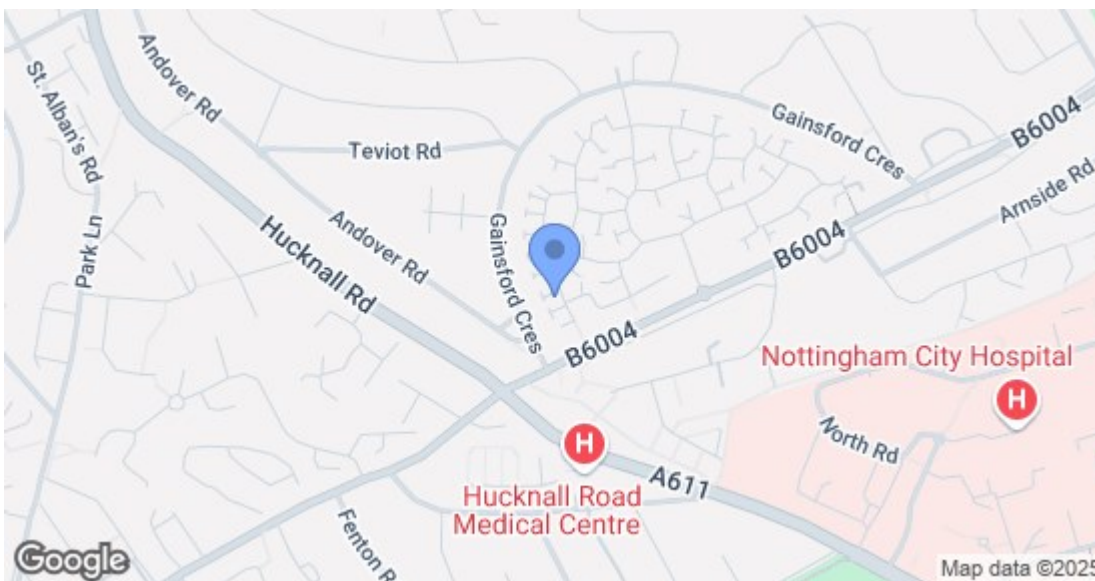 St. Alban's Rd
Andover Rd
Park Ln
Teviot Rd
Gainsford Cres
B6004
Arnside Rd
Hucknall Rd
Andover Rd
Gainsford Cres
B6004
B6004
Nottingham City Hospital
H
North Rd
H
Hucknall Road
Medical Centre
A611
Fenton R
Google
Map data ©2025